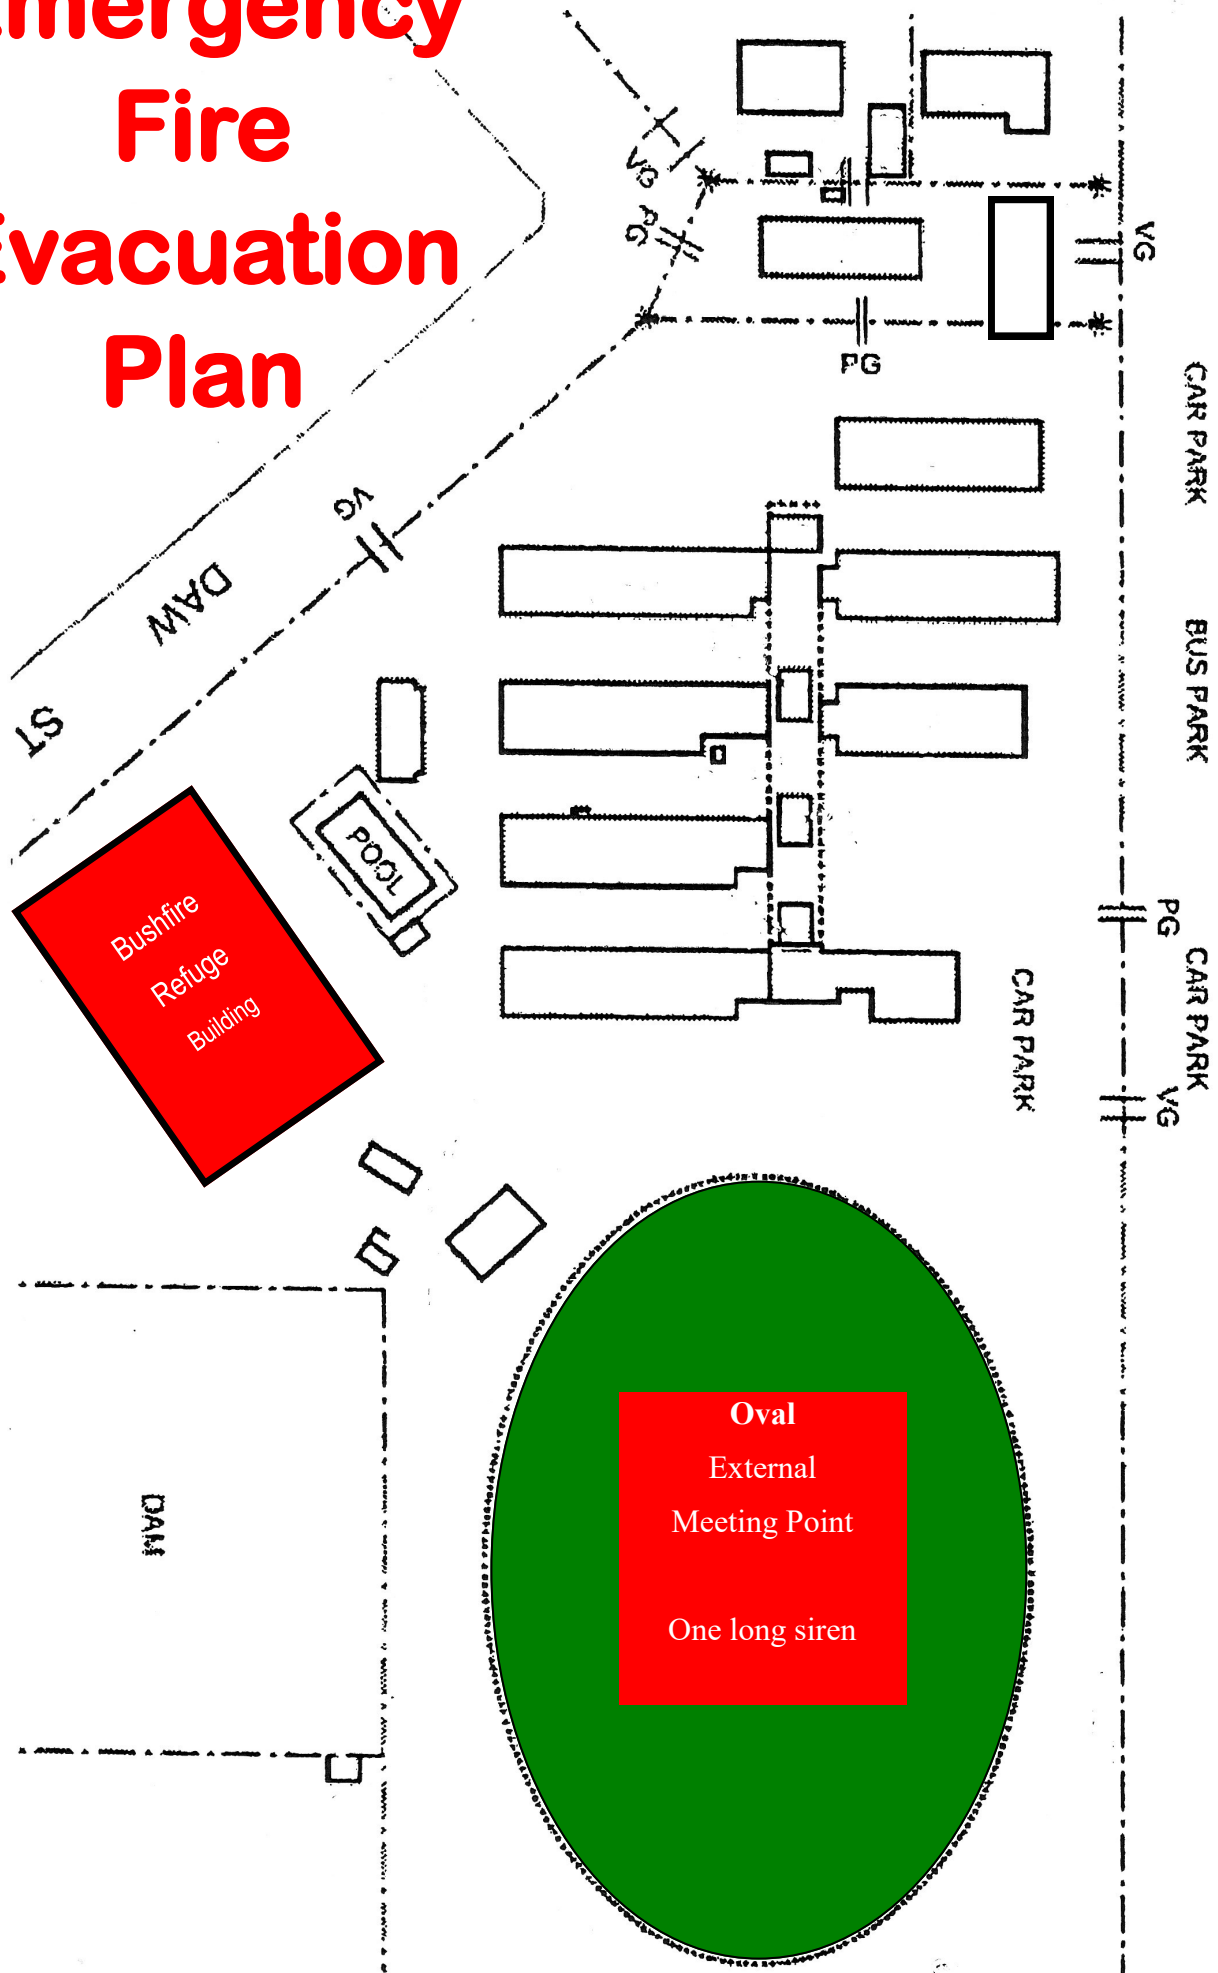 Emergency
Fire
Evacuation
Plan
VG
PG
VG
PG
CAR PARK
VG
DAW
ST
BUS PARK
POOL
Bushfire
Refuge
Building
PG
CAR PARK
CAR PARK
VG
Oval
External
Meeting Point
One long siren
DAM